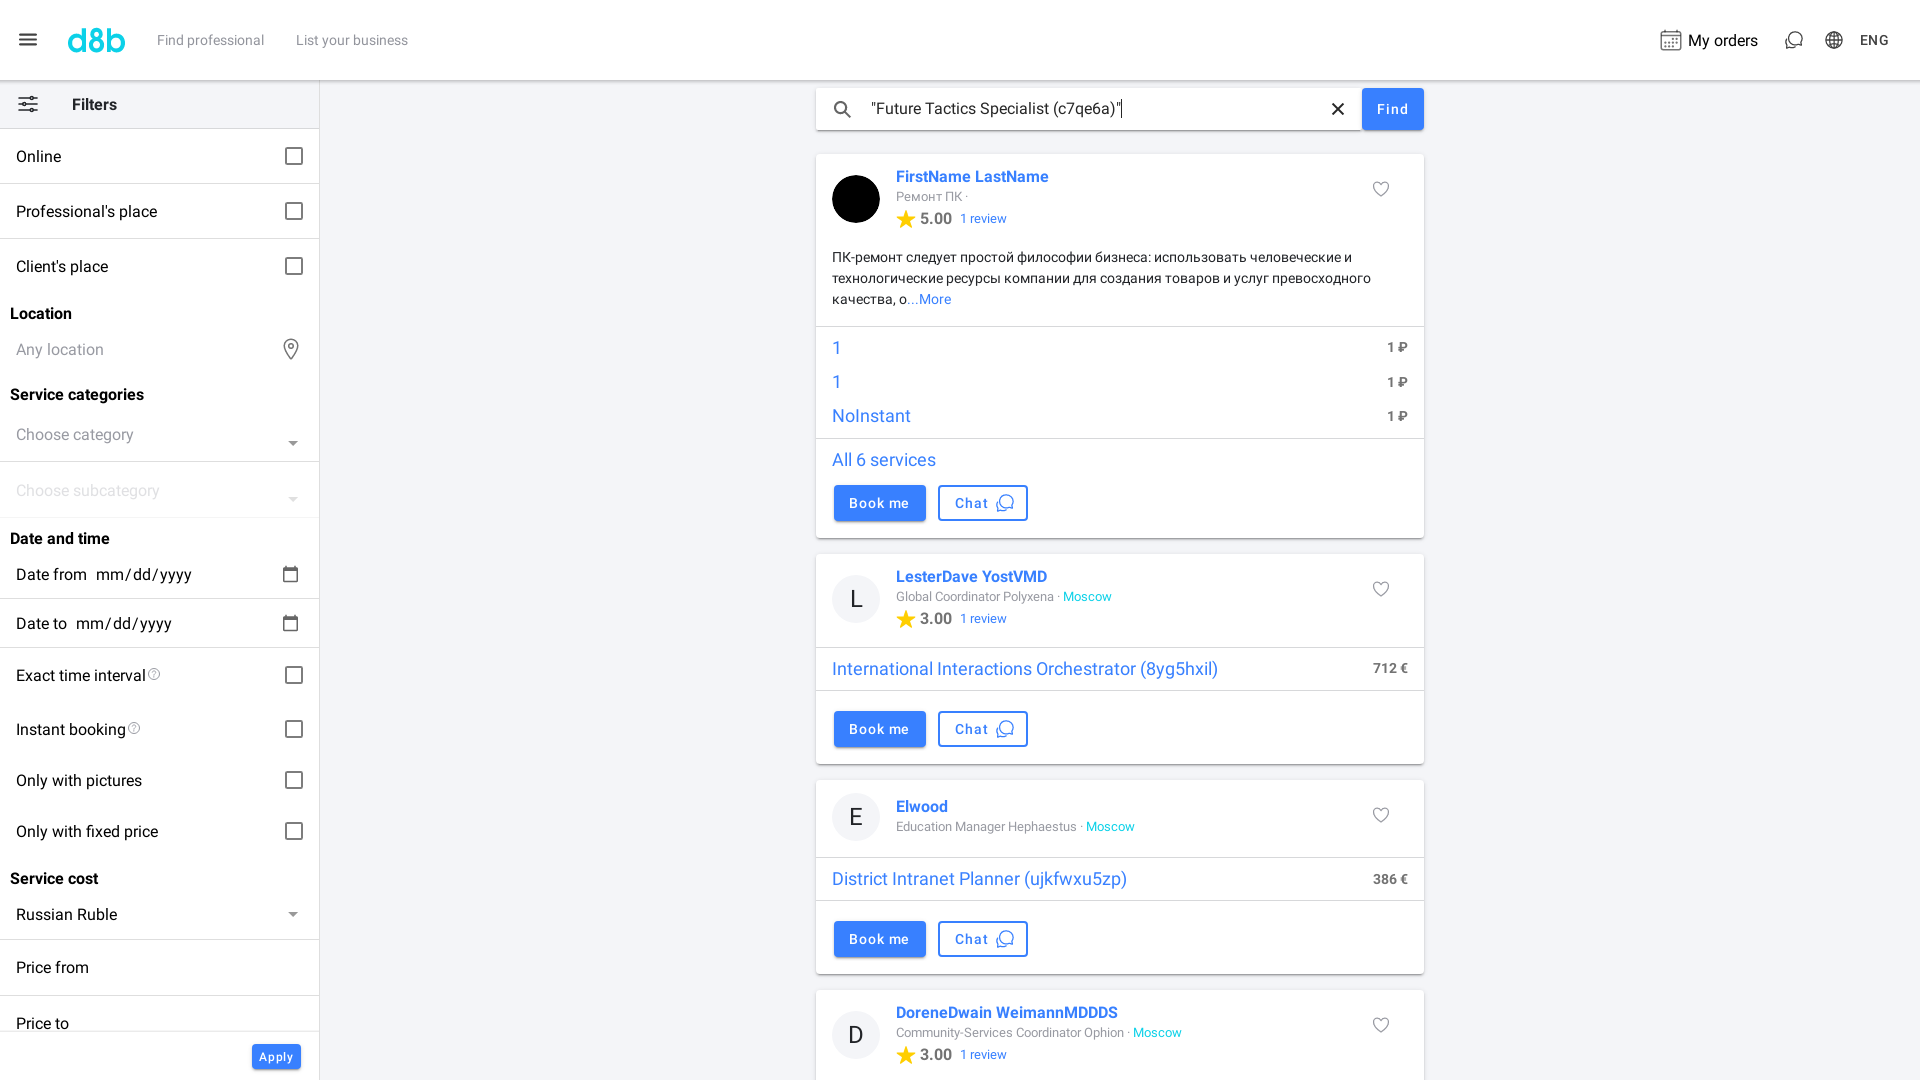 d8b
Find professional
List your business
My orders
ENG
Filters
Online
Professional's place
Client's place
Location
Any location
Service categories
Choose category
Choose subcategory
Date and time
Date from mm/dd/yyyy
Date to mm/dd/yyyy
Exact time interval
Instant booking
Only with pictures
Only with fixed price
Service cost
Russian Ruble
Price from
Price to
Apply
"Future Tactics Specialist (c7qe6a)"
Find
FirstName LastName
Ремонт ПК ·
5.00 1 review
ПК-ремонт следует простой философии бизнеса: использовать человеческие и
технологические ресурсы компании для создания товаров и услуг превосходного
качества, о...More
1 1 ₽
1 1 ₽
NoInstant 1 ₽
All 6 services
Book me
Chat
L
LesterDave YostVMD
Global Coordinator Polyxena · Moscow
3.00 1 review
International Interactions Orchestrator (8yg5hxil) 712 €
Book me
Chat
E
Elwood
Education Manager Hephaestus · Moscow
District Intranet Planner (ujkfwxu5zp) 386 €
Book me
Chat
D
DoreneDwain WeimannMDDDS
Community-Services Coordinator Ophion · Moscow
3.00 1 review